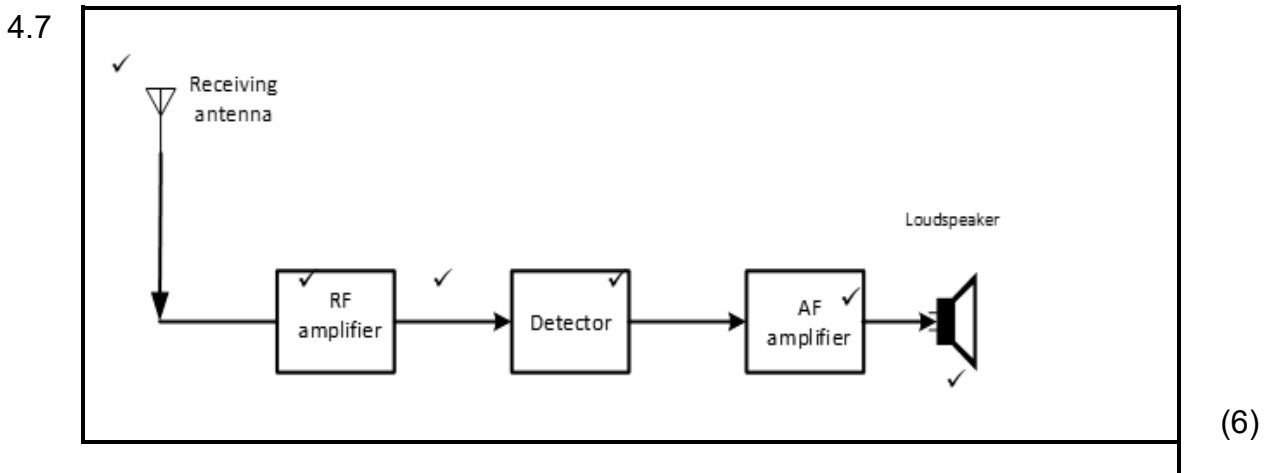 4.7
Receiving
antenna
Loudspeaker
RF
amplifier
Detector
AF
amplifier
(6)